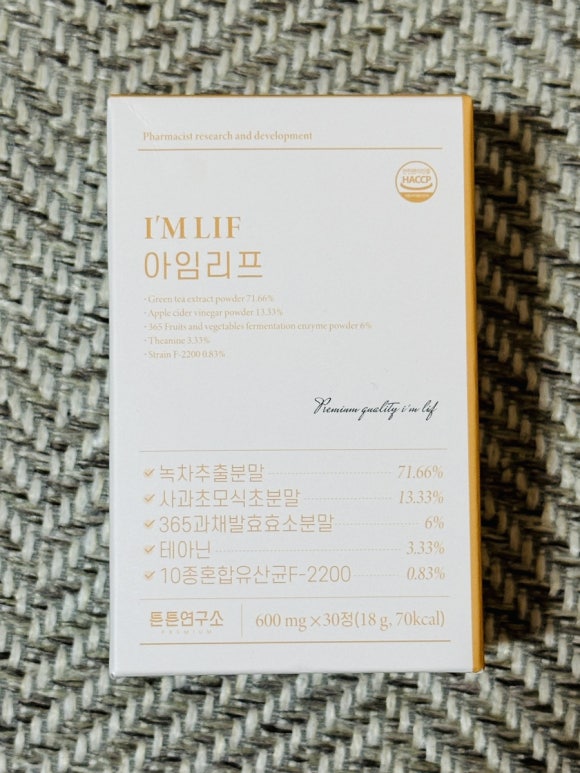 Pharmacist research and development
HACCP
I'M LIF
아임리프
· Green tea extract powder 71.66%
· Apple cider vinegar powder 13.33%
· 365 Fruits and vegetables fermentation enzyme powder 6%
· Theanine 3.33%
· Strain F-2200 0.83%
Premium quality i'm lif
녹차추출분말 71.66%
사과초모식초분말 13.33%
365과채발효효소분말 6%
테아닌 3.33%
10종혼합유산균F-2200 0.83%
튼튼연구소
PREMIUM
600 mg×30정(18 g, 70kcal)